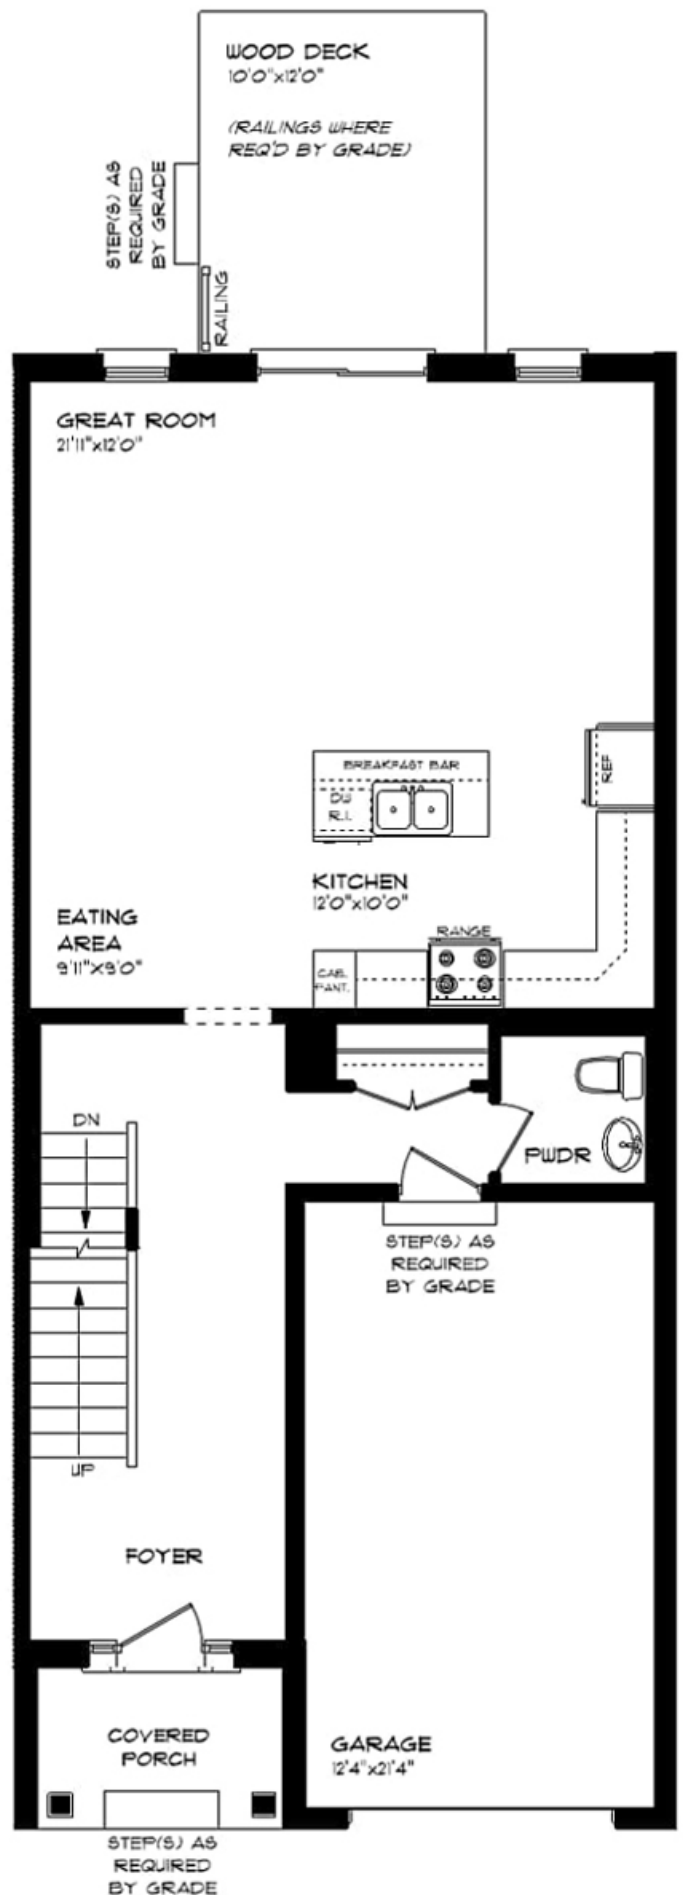 WOOD DECK
10'0"x12'0"
(RAILINGS WHERE
REQ'D BY GRADE)
STEP(S) AS
REQUIRED
BY GRADE
RAILING
GREAT ROOM
21'11"x12'0"
REF
BREAKFAST BAR
DW
R.I.
KITCHEN
12'0"x10'0"
EATING
AREA
9'11"x9'0"
RANGE
CAB.
PANT.
DN
PWDR
STEP(S) AS
REQUIRED
BY GRADE
UP
FOYER
COVERED
PORCH
GARAGE
12'4"x21'4"
STEP(S) AS
REQUIRED
BY GRADE